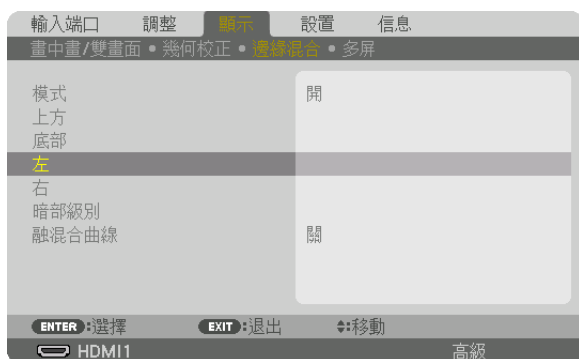 輸入端口 調整 顯示 設置 信息
畫中畫/雙畫面 • 幾何校正 • 邊緣混合 • 多屏
模式 開
上方
底部
左
右
暗部級別
融混合曲線 關
ENTER:選擇 EXIT:退出 :移動
HDMI1 高級